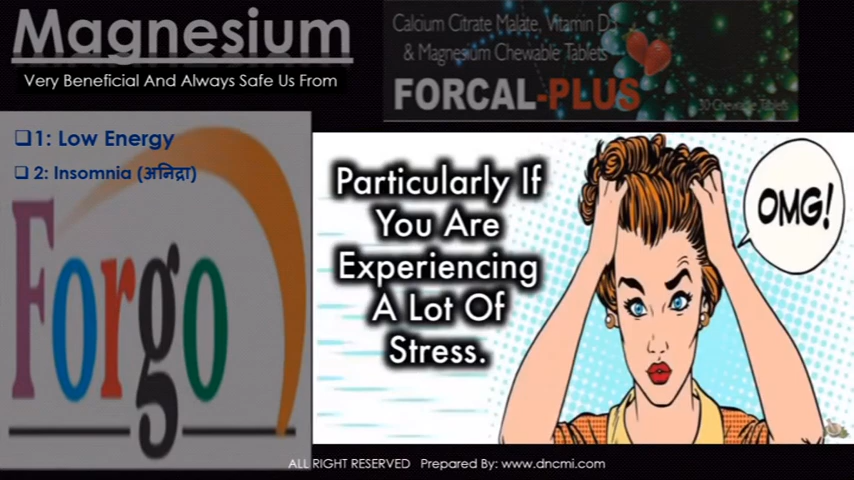 Magnesium
Very Beneficial And Always Safe Us From
Calcium Citrate Malate, Vitamin D3
& Magnesium Chewable Tablets
FORCAL-PLUS
30 Chewable Tablets
❑1: Low Energy
❑ 2: Insomnia (अनिद्रा)
Forgo
Particularly If
You Are
Experiencing
A Lot Of
Stress.
OMG!
ALL RIGHT RESERVED Prepared By: www.dncmi.com